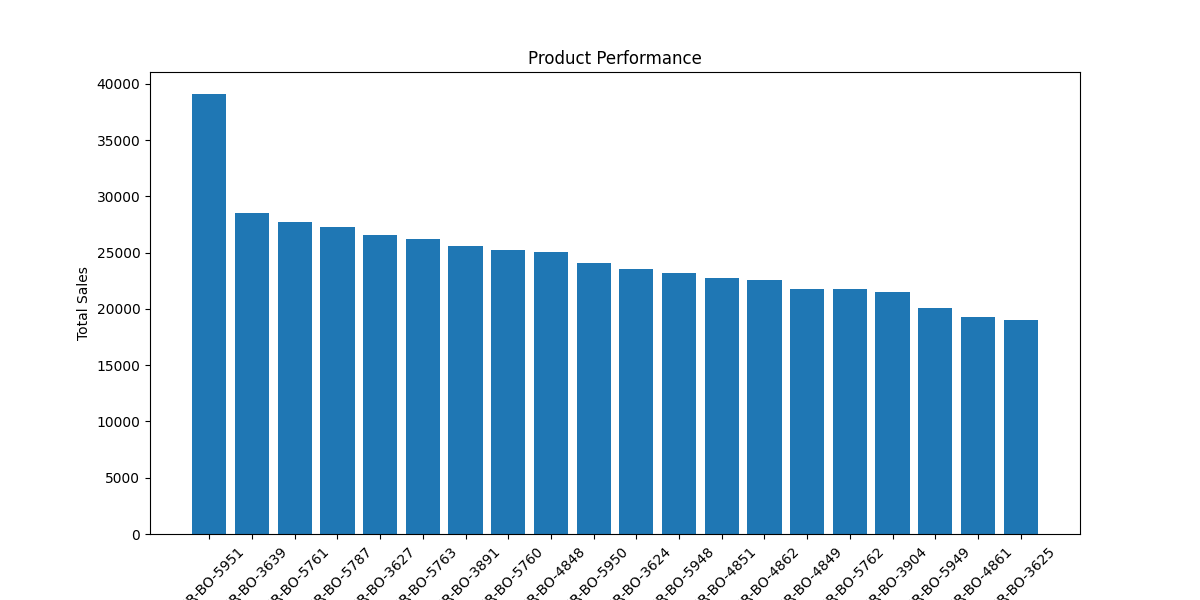 Product Performance
40000
35000
30000
25000
20000
15000
10000
5000
0
Total Sales
R-BO-5951
R-BO-3639
R-BO-5761
R-BO-5787
R-BO-3627
R-BO-5763
R-BO-3891
R-BO-5760
R-BO-4848
R-BO-5950
R-BO-3624
R-BO-5948
R-BO-4851
R-BO-4862
R-BO-4849
R-BO-5762
R-BO-3904
R-BO-5949
R-BO-4861
R-BO-3625